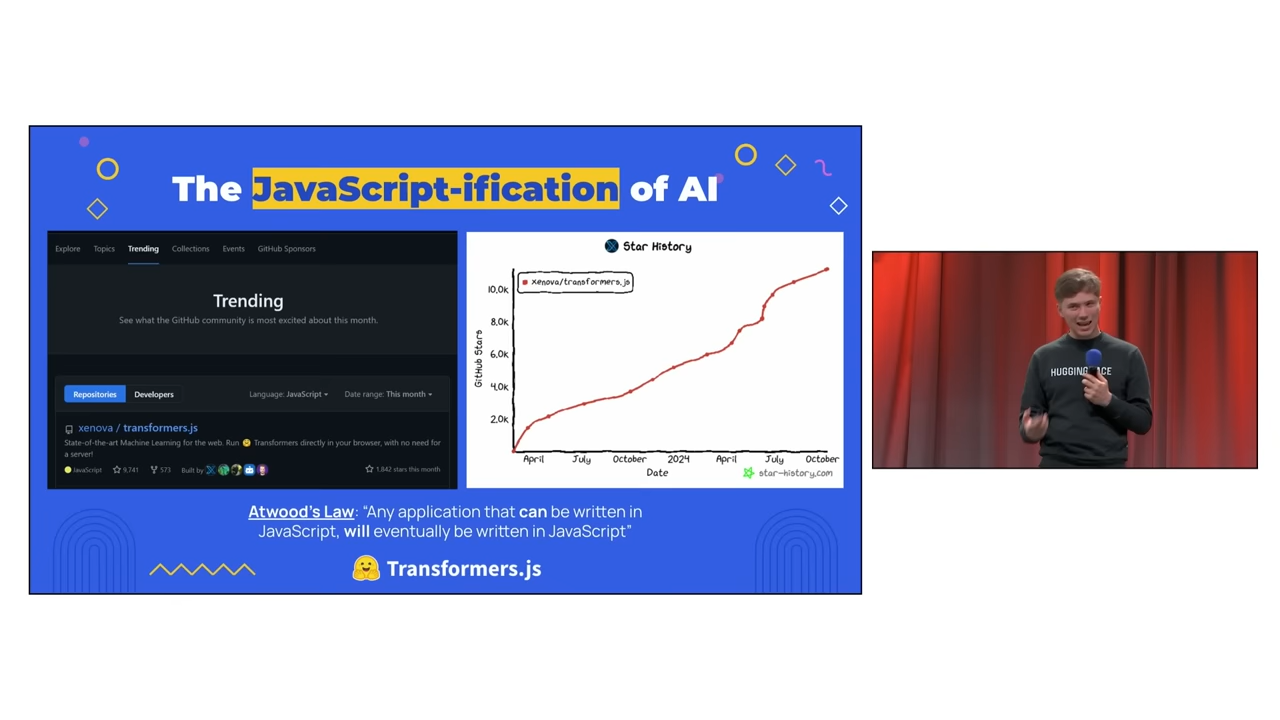 The JavaScript-ification of AI
Explore Topics Trending Collections Events GitHub Sponsors
Trending
See what the GitHub community is most excited about this month.
Repositories Developers Language: JavaScript Date range: This month
xenova / transformers.js
State-of-the-art Machine Learning for the web. Run 🤗 Transformers directly in your browser, with no need for
a server!
JavaScript 9,741 573 Built by 1,842 stars this month
Star History
xenova/transformers.js
GitHub Stars
10.0k
8.0k
6.0k
4.0k
2.0k
April July October 2024 April July October
Date
star-history.com
Atwood's Law: “Any application that can be written in
JavaScript, will eventually be written in JavaScript”
🤗 Transformers.js
HUGGING ACE